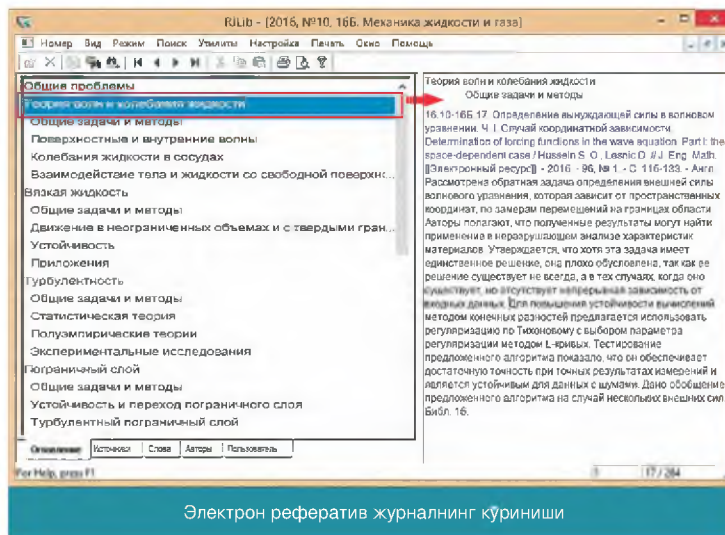 RJLib - [2016, №10, 16Б. Механика жидкости и газа]
Номер Вид Режим Поиск Утилиты Настройка Печать Окно Помощь
Общие проблемы
Теория волн и колебания жидкости
Общие задачи и методы
Поверхностные и внутренние волны
Колебания жидкости в сосудах
Взаимодействие тела и жидкости со свободной поверхнос...
Вязкая жидкость
Общие задачи и методы
Движение в неограниченных объемах и с твердыми гран...
Устойчивость
Приложения
Турбулентность
Общие задачи и методы
Статистическая теория
Полуэмпирические теории
Экспериментальные исследования
Пограничный слой
Общие задачи и методы
Устойчивость и переход пограничного слоя
Турбулентный пограничный слой
Оглавление Источники Слова Авторы Пользователь
For Help, press F1
Теория волн и колебания жидкости
Общие задачи и методы
16.10-16Б.17. Определение вынуждающей силы в волновом
уравнении. Ч. I. Случай координатной зависимости.
Determination of forcing functions in the wave equation. Part I: the
space-dependent case / Hussein S. O., Lesnic D. // J. Eng. Math.
[[Электронный ресурс]]. - 2016. - 96, № 1. - С. 116-133. - Англ.
Рассмотрена обратная задача определения внешней силы
волнового уравнения, которая зависит от пространственных
координат, по замерам перемещений на границах области.
Авторы полагают, что полученные результаты могут найти
применение в неразрушающем анализе характеристик
материалов. Утверждается, что хотя эта задача имеет
единственное решение, она плохо обусловлена, так как ее
решение существует не всегда, а в тех случаях, когда оно
существует, но отсутствует непрерывная зависимость от
входных данных. Для повышения устойчивости вычислений
методом конечных разностей предлагается использовать
регуляризацию по Тихоновому с выбором параметра
регуляризации методом L-кривых. Тестирование
предложенного алгоритма показало, что он обеспечивает
достаточную точность при точных результатах измерений и
является устойчивым для данных с шумами. Дано обобщение
предложенного алгоритма на случай нескольких внешних сил.
Библ. 16.
17 / 284
Электрон реферативный журналнинг кўриниши